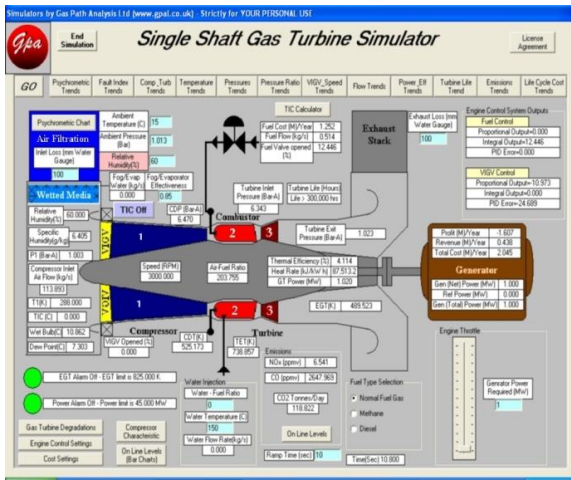 Simulators by Gas Path Analysis Ltd (www.gpal.co.uk) - Strictly for YOUR PERSONAL USE
Gpa
End Simulation
Single Shaft Gas Turbine Simulator
License Agreement
GO
Psychrometric Trends
Fault Index Trends
Comp_Turb Trends
Temperature Trends
Pressures Trends
Pressure Ratio Trends
VIGV_Speed Trends
Flow Trends
Power_Eff Trends
Turbine Life Trend
Emissions Trends
Life Cycle Cost Trends
Psychrometric Chart
Air Filtration
Inlet Loss (mm Water Gauge)
100
Ambient Temperature (C) 15
Ambient Pressure (Bar) 1.013
Relative Humidity(%) 60
Fog/Evap Water(kg/s) 0.000
Fog/Evaporator Effectiveness 0.85
TIC Calculator
Fuel Cost (M)/Year 1.252
Fuel Flow (kg/s) 0.514
Fuel Valve opened (%) 12.446
Exhaust Stack
Exhaust Loss (mm Water Gauge)
100
Engine Control System Outputs
Fuel Control
Proportional Output=0.000
Integral Output=12.446
PID Error=0.000
VIGV Control
Proportional Output=-10.973
Integral Output=0.000
PID Error=-24.689
Wetted Media
TIC Off
Relative Humidity(%) 60.000
Specific Humidity(g/kg) 6.405
P1 (Bar-A) 1.003
Compressor Inlet Air Flow (kg/s)
113.893
T1(K) 288.000
TIC (C) 0.000
Wet Bulb(C) 10.862
Dew Point(C) 7.303
VIGV
VIGV
CDP (Bar-A)
6.470
Combustor
Turbine Inlet Pressure (Bar-A)
6.343
Turbine Life (Hours)
Life > 300,000 hrs
Turbine Exit Pressure (Bar-A) 1.023
1
2
3
Speed (RPM)
3000.000
Air-Fuel Ratio
203.755
Thermal Efficiency (%) 4.114
Heat Rate (kJ/kW h) 87,513.2
GT Power (MW) 1.020
1
2
3
EGT(K) 489.523
Profit (M)/Year -1.607
Revenue (M)/Year 0.438
Total Cost (M)/Year 2.045
Generator
Gen (Net) Power (MW) 1.000
Ref Power (MW) 0.000
Gen (Total) Power (MW) 1.000
Compressor
Turbine
VIGV Opened (%)
0.000
CDT(K)
525.173
TET(K)
738.857
EGT Alarm Off - EGT limit is 825.000 K
Power Alarm Off - Power limit is 45.000 MW
Water Injection
Water - Fuel Ratio
0
Water Temperature (C)
150
Water Flow Rate(kg/s)
0.000
Emissions
NOx (ppmv) 6.541
CO (ppmv) 2647.969
CO2 Tonnes/Day
118.822
On Line Levels
Fuel Type Selection
Normal Fuel Gas
Methane
Diesel
Engine Throttle
Genrator Power Required (MW)
1
Gas Turbine Degradations
Engine Control Settings
Cost Settings
Compressor Characteristic
On Line Levels (Bar Charts)
Ramp Time (sec) 10
Time(Sec) 10.900